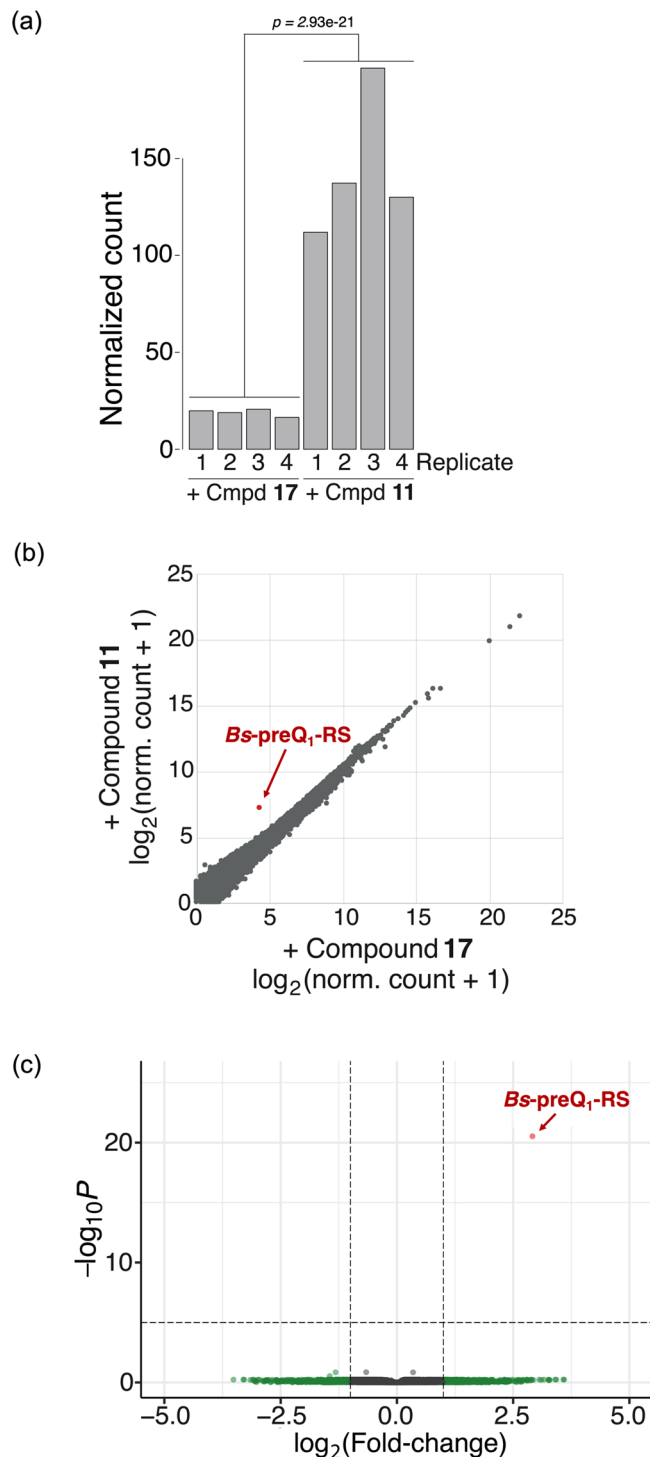 (a)
p = 2.93e-21
Normalized count
150
100
50
0
1 2 3 4 1 2 3 4 Replicate
+ Cmpd 17 + Cmpd 11
(b)
+ Compound 11
log₂(norm. count + 1)
25
20
15
10
5
0
Bs-preQ₁-RS
0 5 10 15 20 25
+ Compound 17
log₂(norm. count + 1)
(c)
Bs-preQ₁-RS
−log₁₀P
20
10
0
−5.0 −2.5 0.0 2.5 5.0
log₂(Fold-change)